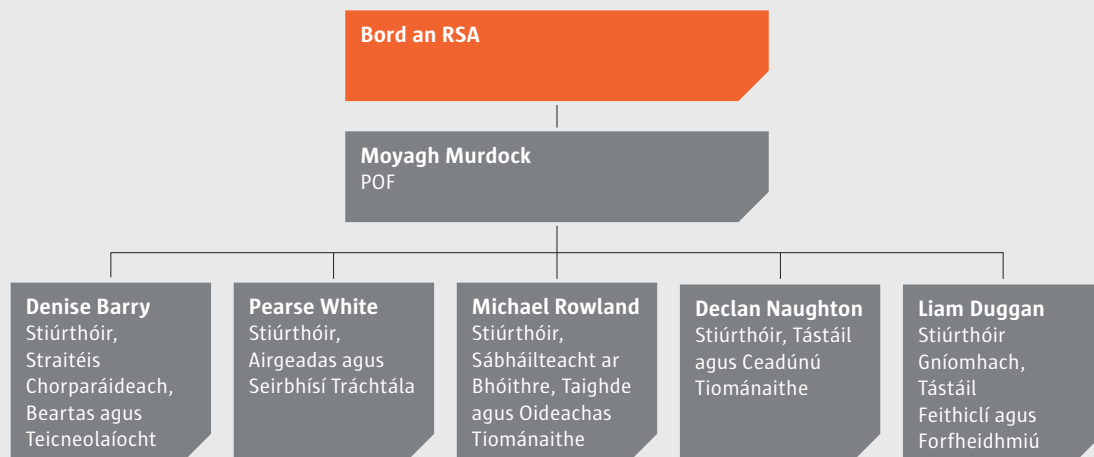 Bord an RSA
Moyagh Murdock
POF
Denise Barry
Stiúrthóir,
Straitéis
Chorparáideach,
Beartas agus
Teicneolaíocht
Pearse White
Stiúrthóir,
Airgeadas agus
Seirbhísí Tráchtála
Michael Rowland
Stiúrthóir,
Sábháilteacht ar
Bhóithre, Taighde
agus Oideachas
Tiománaithe
Declan Naughton
Stiúrthóir, Tástáil
agus Ceadúnú
Tiománaithe
Liam Duggan
Stiúrthóir
Gníomhach,
Tástáil
Feithiclí agus
Forfheidhmiú